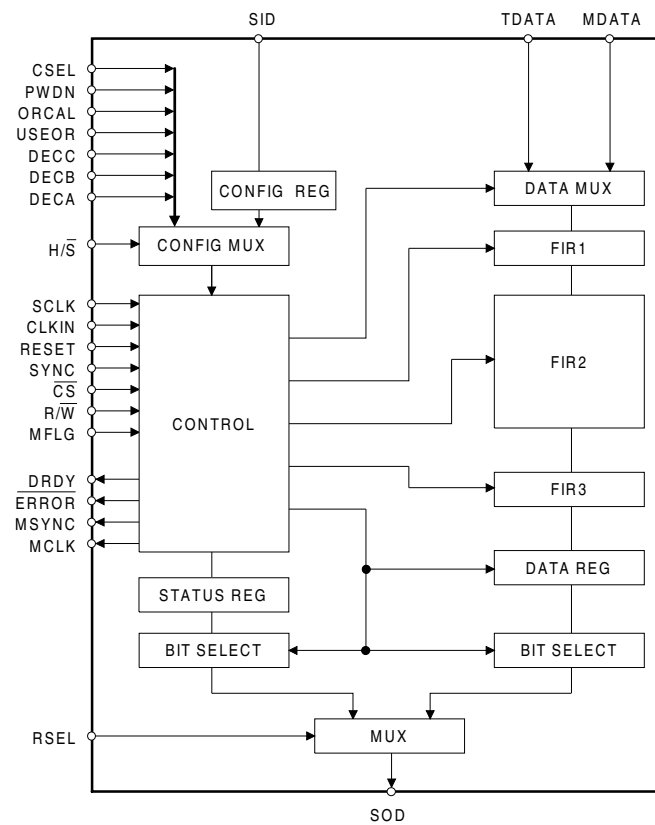 SID
TDATA
MDATA
CSEL
PWDN
ORCAL
USEOR
DECC
DECB
DECA
CONFIG REG
DATA MUX
H/S̅
CONFIG MUX
FIR1
SCLK
CLKIN
RESET
SYNC
C̅S̅
R/W̅
MFLG
CONTROL
FIR2
DRDY
E̅R̅R̅O̅R̅
MSYNC
MCLK
FIR3
STATUS REG
DATA REG
BIT SELECT
BIT SELECT
RSEL
MUX
SOD